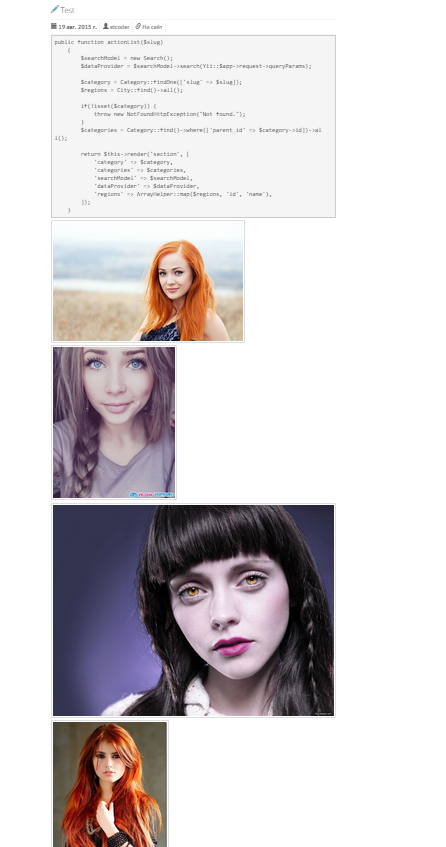 Test
19 авг. 2015 г. etcoder На сайт
public function actionList($slug)
{
$searchModel = new Search();
$dataProvider = $searchModel->search(Yii::$app->request->queryParams);
$category = Category::findOne(['slug' => $slug]);
$regions = City::find()->all();
if(!isset($category)) {
throw new NotFoundHttpException("Not found.");
}
$categories = Category::find()->where(['parent_id' => $category->id])->al
l();
return $this->render('section', [
'category' => $category,
'categories' => $categories,
'searchModel' => $searchModel,
'dataProvider' => $dataProvider,
'regions' => ArrayHelper::map($regions, 'id', 'name'),
]);
}